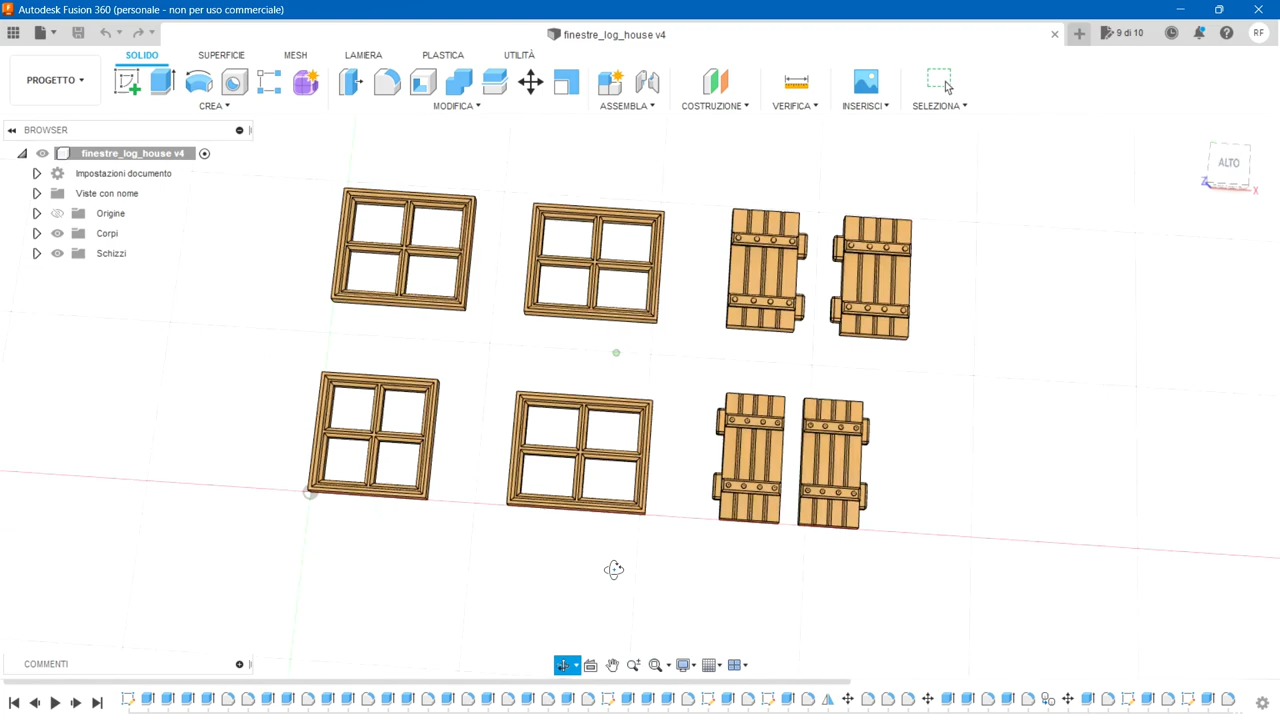 Autodesk Fusion 360 (personale - non per uso commerciale)
finestre_log_house v4
9 di 10
RF
PROGETTO
SOLIDO
SUPERFICIE
MESH
LAMIERA
PLASTICA
UTILITÀ
CREA
MODIFICA
ASSEMBLA
COSTRUZIONE
VERIFICA
INSERISCI
SELEZIONA
BROWSER
finestre_log_house v4
Impostazioni documento
Viste con nome
Origine
Corpi
Schizzi
ALTO
Z
X
COMMENTI